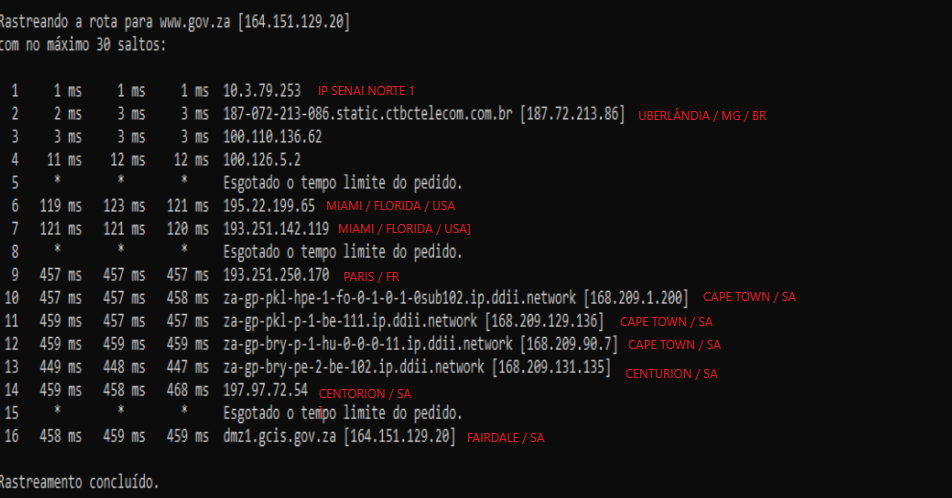 Rastreando a rota para www.gov.za [164.151.129.20]
com no máximo 30 saltos:
1 1 ms 1 ms 1 ms 10.3.79.253 IP SENAI NORTE 1
2 2 ms 3 ms 3 ms 187-072-213-086.static.ctbctelecom.com.br [187.72.213.86] UBERLÂNDIA / MG / BR
3 3 ms 3 ms 3 ms 100.110.136.62
4 11 ms 12 ms 12 ms 100.126.5.2
5 * * * Esgotado o tempo limite do pedido.
6 119 ms 123 ms 121 ms 195.22.199.65 MIAMI / FLORIDA / USA
7 121 ms 121 ms 120 ms 193.251.142.119 MIAMI / FLORIDA / USA]
8 * * * Esgotado o tempo limite do pedido.
9 457 ms 457 ms 457 ms 193.251.250.170 PARIS / FR
10 457 ms 457 ms 458 ms za-gp-pkl-hpe-1-fo-0-1-0-1-0sub102.ip.ddii.network [168.209.1.200] CAPE TOWN / SA
11 459 ms 457 ms 457 ms za-gp-pkl-p-1-be-111.ip.ddii.network [168.209.129.136] CAPE TOWN / SA
12 459 ms 459 ms 459 ms za-gp-bry-p-1-hu-0-0-0-11.ip.ddii.network [168.209.90.7] CAPE TOWN / SA
13 449 ms 448 ms 447 ms za-gp-bry-pe-2-be-102.ip.ddii.network [168.209.131.135] CENTURION / SA
14 459 ms 458 ms 468 ms 197.97.72.54 CENTORION / SA
15 * * * Esgotado o tempo limite do pedido.
16 458 ms 459 ms 459 ms dmz1.gcis.gov.za [164.151.129.20] FAIRDALE / SA
Rastreamento concluído.